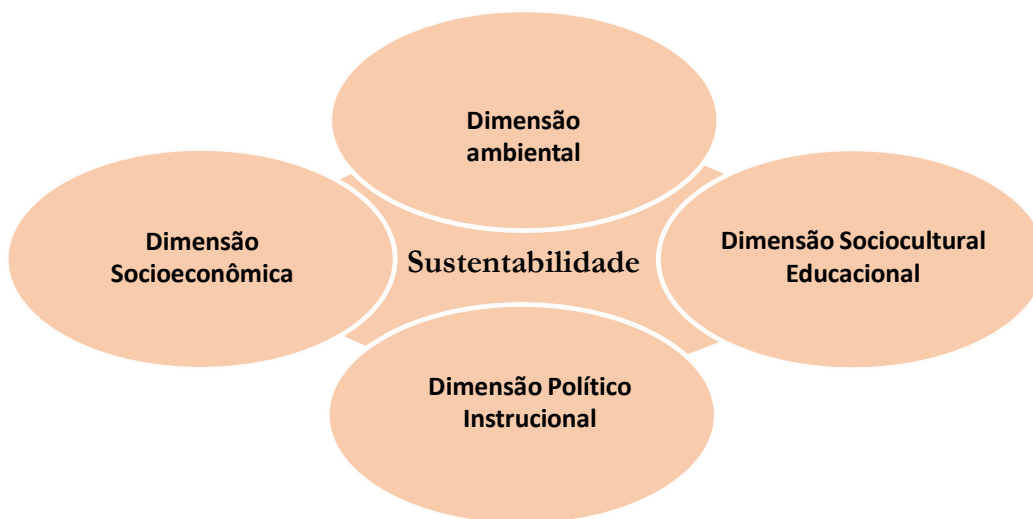 Dimensão
ambiental
Dimensão
Socioeconômica
Sustentabilidade
Dimensão Sociocultural
Educacional
Dimensão Político
Instrucional